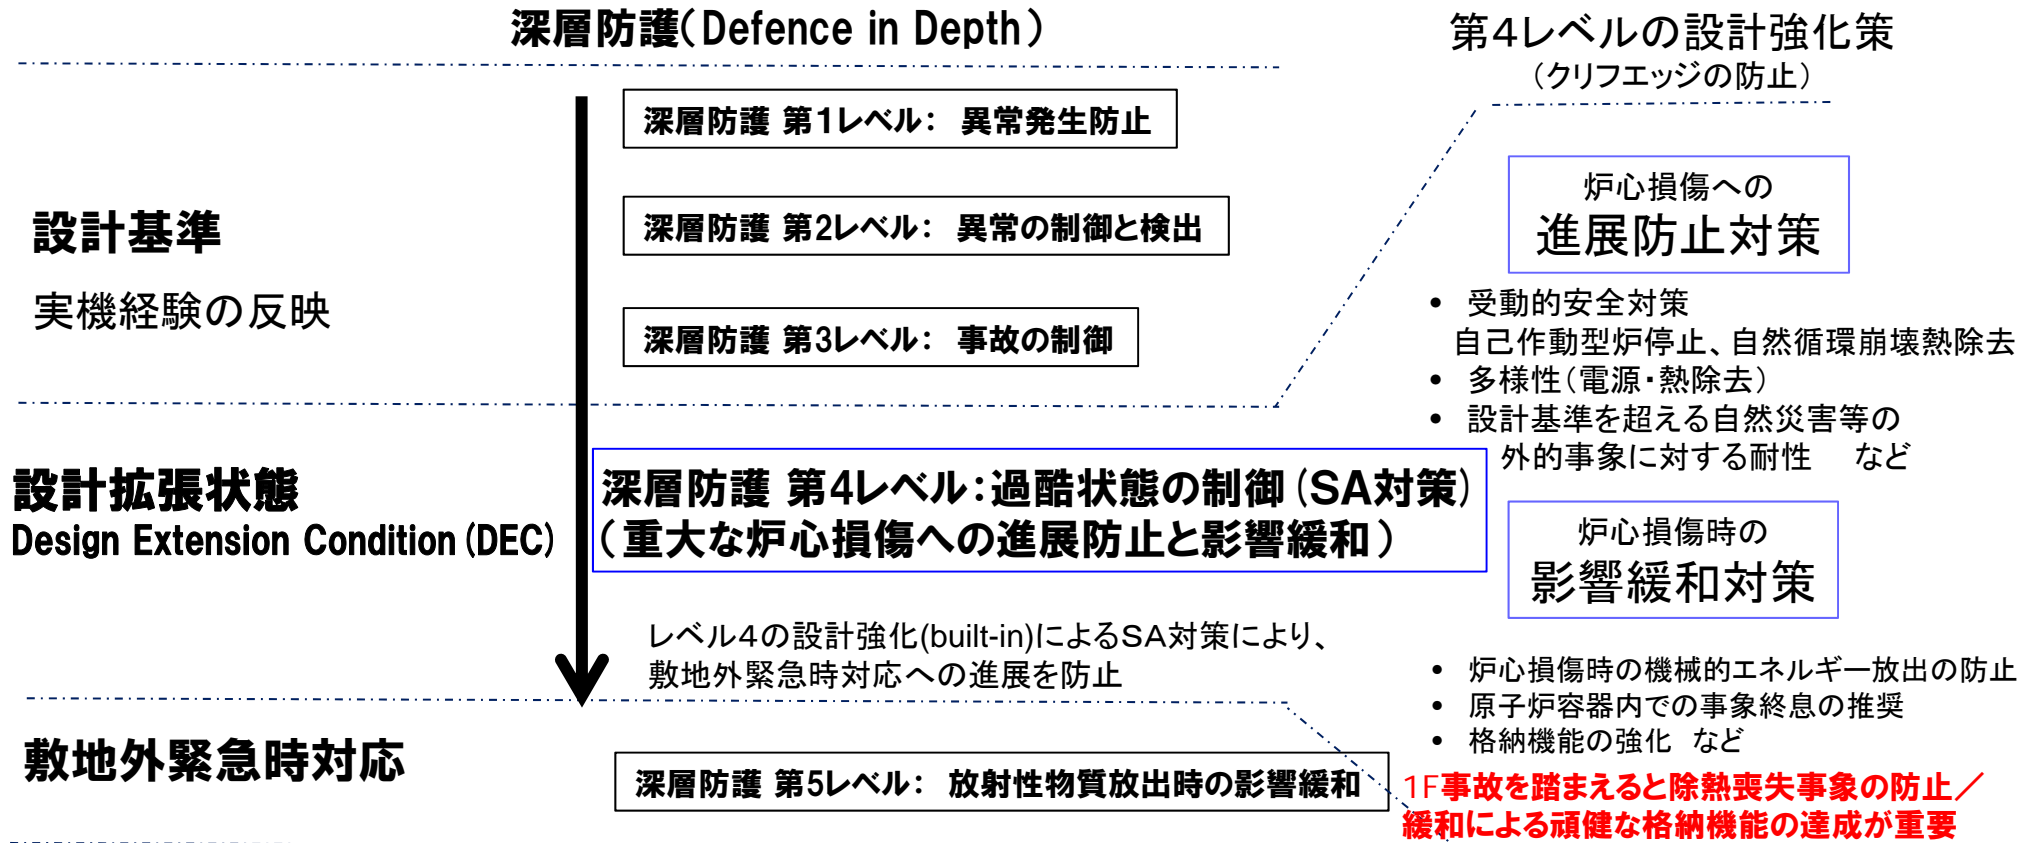 深層防護(Defence in Depth)
深層防護 第1レベル： 異常発生防止
設計基準
深層防護 第2レベル： 異常の制御と検出
実機経験の反映
深層防護 第3レベル： 事故の制御
設計拡張状態
Design Extension Condition(DEC)
深層防護 第4レベル：過酷状態の制御(SA対策)
(重大な炉心損傷への進展防止と影響緩和)
レベル４の設計強化(built-in)によるSA対策により、
敷地外緊急時対応への進展を防止
敷地外緊急時対応
深層防護 第5レベル： 放射性物質放出時の影響緩和
第４レベルの設計強化策
(クリフエッジの防止)
炉心損傷への
進展防止対策
• 受動的安全対策
自己作動型炉停止、自然循環崩壊熱除去
• 多様性(電源・熱除去)
• 設計基準を超える自然災害等の
外的事象に対する耐性 など
炉心損傷時の
影響緩和対策
• 炉心損傷時の機械的エネルギー放出の防止
• 原子炉容器内での事象終息の推奨
• 格納機能の強化 など
1F事故を踏まえると除熱喪失事象の防止／
緩和による頑健な格納機能の達成が重要